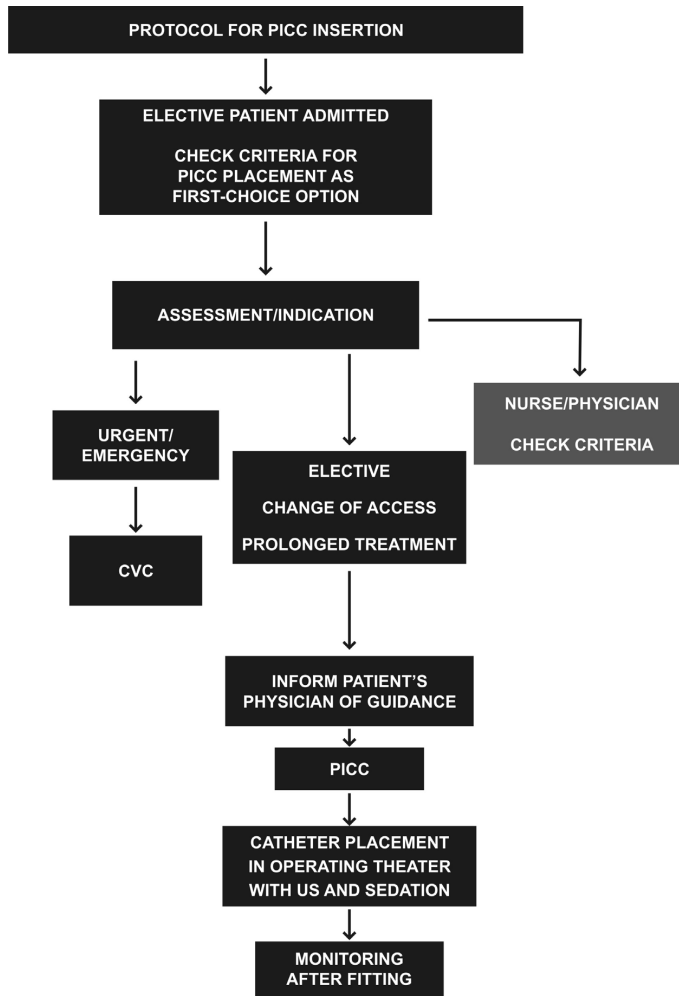 PROTOCOL FOR PICC INSERTION
ELECTIVE PATIENT ADMITTED
CHECK CRITERIA FOR
PICC PLACEMENT AS
FIRST-CHOICE OPTION
ASSESSMENT/INDICATION
NURSE/PHYSICIAN
CHECK CRITERIA
URGENT/
EMERGENCY
ELECTIVE
CHANGE OF ACCESS
PROLONGED TREATMENT
CVC
INFORM PATIENT’S
PHYSICIAN OF GUIDANCE
PICC
CATHETER PLACEMENT
IN OPERATING THEATER
WITH US AND SEDATION
MONITORING
AFTER FITTING